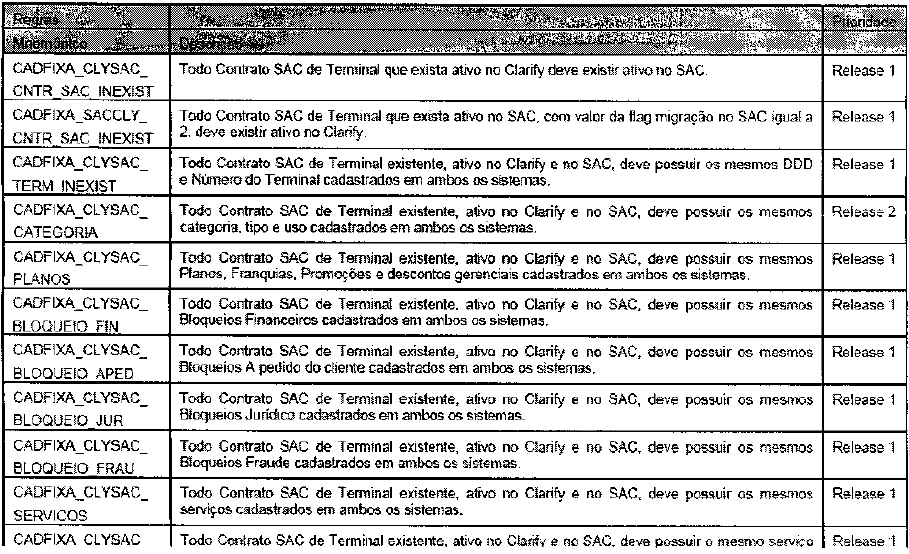 Regras Prioridade
Mnemônico
CADFIXA_CLYSAC_ Todo Contrato SAC de Terminal que exista ativo no Clarify deve existir ativo no SAC. Release 1
CNTR_SAC_INEXIST
CADFIXA_SACCLY_ Todo Contrato SAC de Terminal que exista ativo no SAC, com valor da flag migração no SAC igual a Release 1
CNTR_SAC_INEXIST 2, deve existir ativo no Clarify.
CADFIXA_CLYSAC_ Todo Contrato SAC de Terminal existente, ativo no Clarify e no SAC, deve possuir os mesmos DDD Release 1
TERM_INEXIST e Número do Terminal cadastrados em ambos os sistemas.
CADFIXA_CLYSAC_ Todo Contrato SAC de Terminal existente, ativo no Clarify e no SAC, deve possuir os mesmos Release 2
CATEGORIA categoria, tipo e uso cadastrados em ambos os sistemas.
CADFIXA_CLYSAC_ Todo Contrato SAC de Terminal existente, ativo no Clarify e no SAC, deve possuir os mesmos Release 1
PLANOS Planos, Franquias, Promoções e descontos gerenciais cadastrados em ambos os sistemas.
CADFIXA_CLYSAC_ Todo Contrato SAC de Terminal existente, ativo no Clarify e no SAC, deve possuir os mesmos Release 1
BLOQUEIO_FIN Bloqueios Financeiros cadastrados em ambos os sistemas.
CADFIXA_CLYSAC_ Todo Contrato SAC de Terminal existente, ativo no Clarify e no SAC, deve possuir os mesmos Release 1
BLOQUEIO_APED Bloqueios A pedido do cliente cadastrados em ambos os sistemas.
CADFIXA_CLYSAC_ Todo Contrato SAC de Terminal existente, ativo no Clarify e no SAC, deve possuir os mesmos Release 1
BLOQUEIO_JUR Bloqueios Jurídico cadastrados em ambos os sistemas.
CADFIXA_CLYSAC_ Todo Contrato SAC de Terminal existente, ativo no Clarify e no SAC, deve possuir os mesmos Release 1
BLOQUEIO_FRAU Bloqueios Fraude cadastrados em ambos os sistemas.
CADFIXA_CLYSAC_ Todo Contrato SAC de Terminal existente, ativo no Clarify e no SAC, deve possuir os mesmos Release 1
SERVICOS serviços cadastrados em ambos os sistemas.
CADFIXA_CLYSAC Todo Contrato SAC de Terminal existente, ativo no Clarify e no SAC, deve possuir o mesmo serviço Release 1